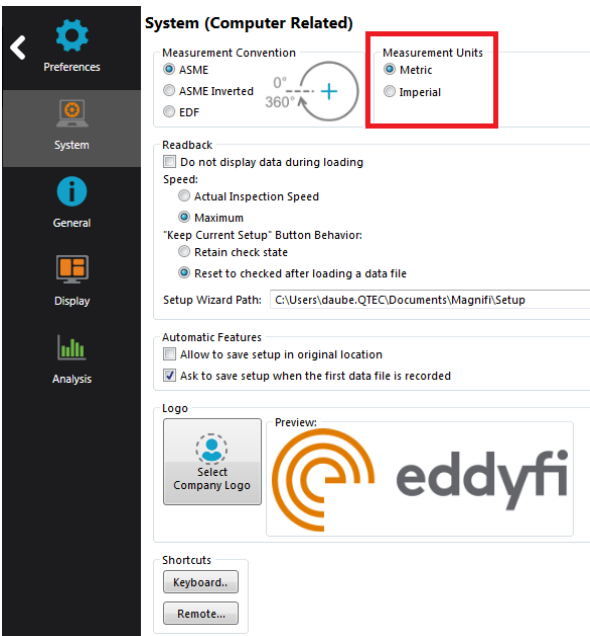 Preferences
System
General
Display
Analysis
System (Computer Related)
Measurement Convention
ASME
ASME Inverted
EDF
0°
360°
Measurement Units
Metric
Imperial
Readback
Do not display data during loading
Speed:
Actual Inspection Speed
Maximum
"Keep Current Setup" Button Behavior:
Retain check
state
Reset to checked after loading a data file
Setup Wizard Path: C:\Users\daube.QTEC\Documents\Magnifi\Setup
Automatic Features
Allow to save setup in original location
Ask to save setup when the first data file is recorded
Logo
Select
Company Logo
Preview:
eddyfi
Shortcuts
Keyboard..
Remote...